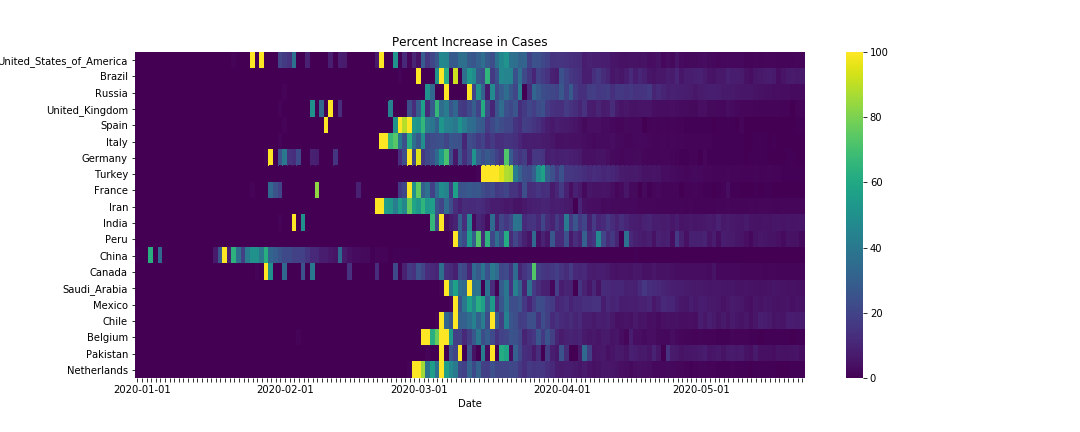 Percent Increase in Cases
United_States_of_America
Brazil
Russia
United_Kingdom
Spain
Italy
Germany
Turkey
France
Iran
India
Peru
China
Canada
Saudi_Arabia
Mexico
Chile
Belgium
Pakistan
Netherlands
2020-01-01 2020-02-01 2020-03-01 2020-04-01 2020-05-01
Date
100
80
60
40
20
0